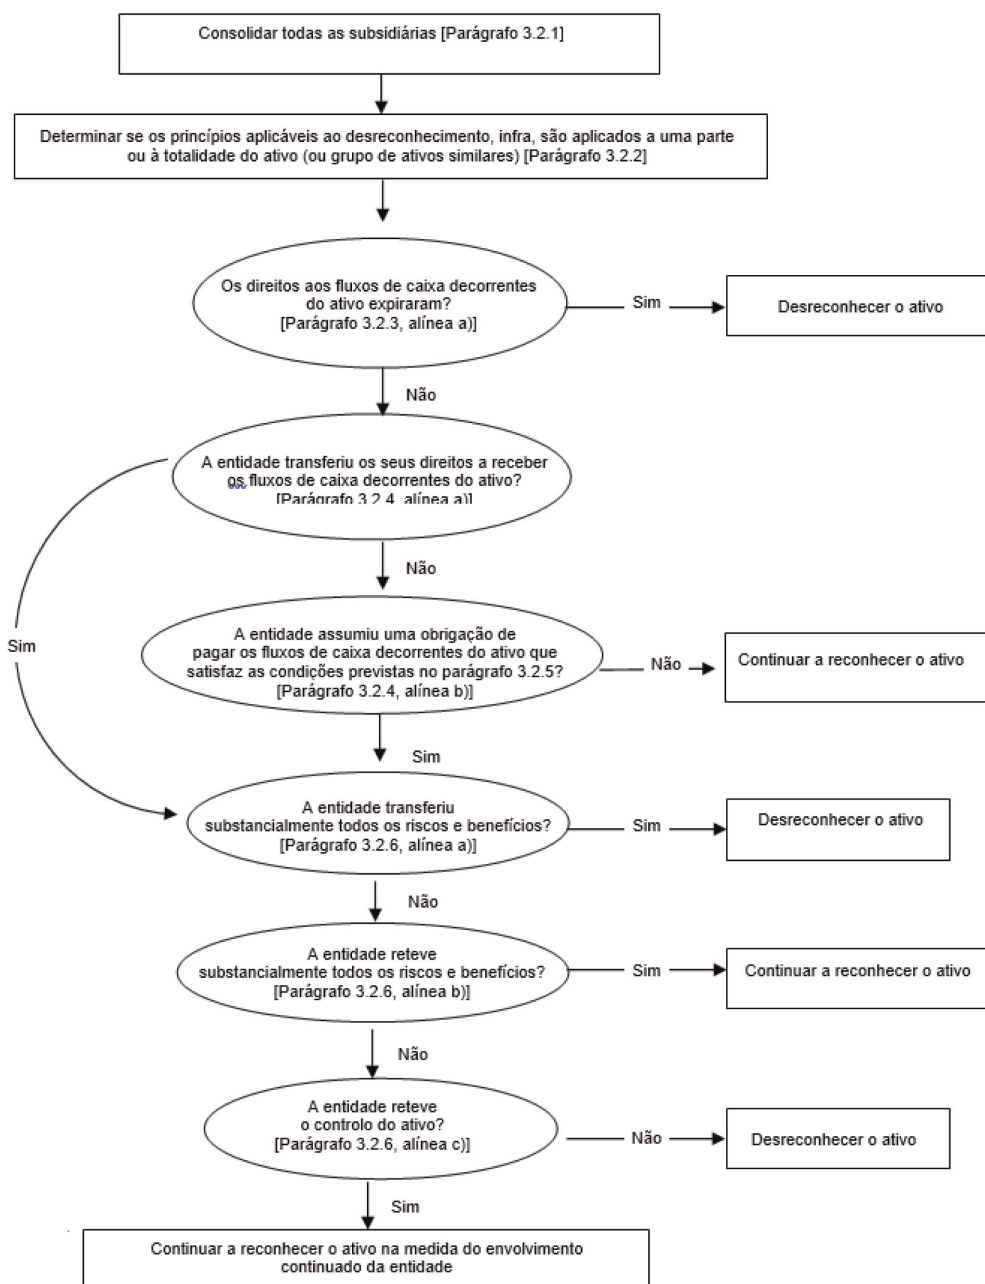 Consolidar todas as subsidiárias [Parágrafo 3.2.1]
Determinar se os princípios aplicáveis ao desreconhecimento, infra, são aplicados a uma parte
ou à totalidade do ativo (ou grupo de ativos similares) [Parágrafo 3.2.2]
Os direitos aos fluxos de caixa decorrentes
do ativo expiraram?
[Parágrafo 3.2.3, alínea a)]
Sim
Desreconhecer o ativo
Não
A entidade transferiu os seus direitos a receber
os fluxos de caixa decorrentes do ativo?
[Parágrafo 3.2.4, alínea a)]
Sim
Não
A entidade assumiu uma obrigação de
pagar os fluxos de caixa decorrentes do ativo que
satisfaz as condições previstas no parágrafo 3.2.5?
[Parágrafo 3.2.4, alínea b)]
Não
Continuar a reconhecer o ativo
Sim
A entidade transferiu
substancialmente todos os riscos e benefícios?
[Parágrafo 3.2.6, alínea a)]
Sim
Desreconhecer o ativo
Não
A entidade reteve
substancialmente todos os riscos e benefícios?
[Parágrafo 3.2.6, alínea b)]
Sim
Continuar a reconhecer o ativo
Não
A entidade reteve
o controlo do ativo?
[Parágrafo 3.2.6, alínea c)]
Não
Desreconhecer o ativo
Sim
Continuar a reconhecer o ativo na medida do envolvimento
continuado da entidade